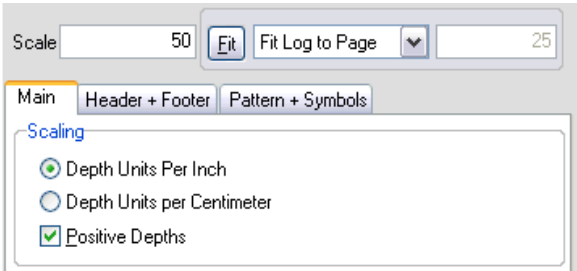 Scale 50 Fit Fit Log to Page 25
Main Header + Footer Pattern + Symbols
Scaling
Depth Units Per Inch
Depth Units per Centimeter
Positive Depths